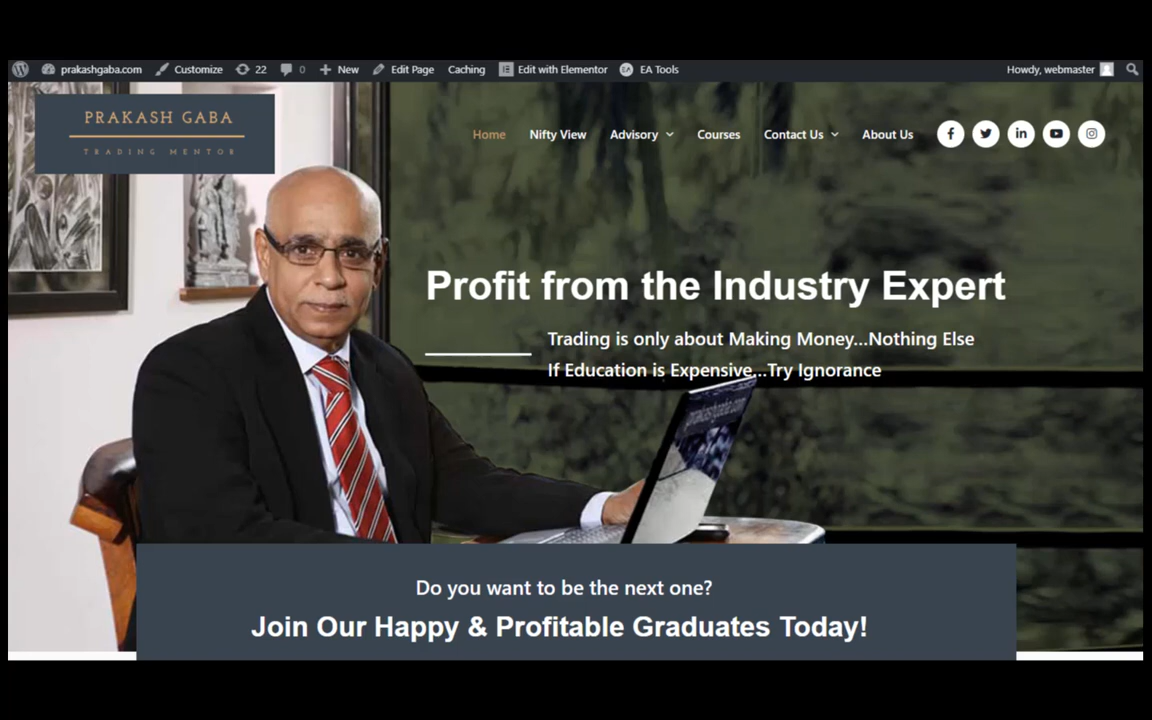 prakashgaba.com Customize 22 0 New Edit Page Caching Edit with Elementor EA Tools Howdy, webmaster
PRAKASH GABA
TRADING MENTOR
Home Nifty View Advisory Courses Contact Us About Us
Profit from the Industry Expert
Trading is only about Making Money...Nothing Else
If Education is Expensive...Try Ignorance
prakashgaba.com
Do you want to be the next one?
Join Our Happy & Profitable Graduates Today!